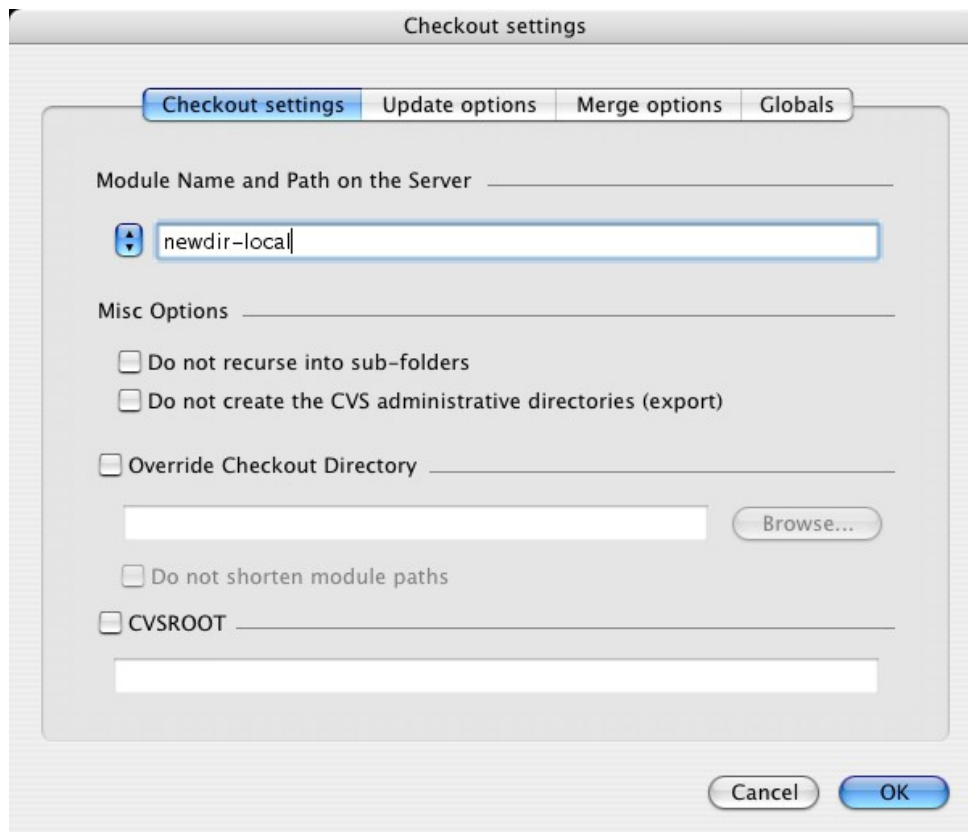 Checkout settings
Checkout settings Update options Merge options Globals
Module Name and Path on the Server
newdir-local
Misc Options
Do not recurse into sub-folders
Do not create the CVS administrative directories (export)
Override Checkout Directory
Browse...
Do not shorten module paths
CVSROOT
Cancel OK